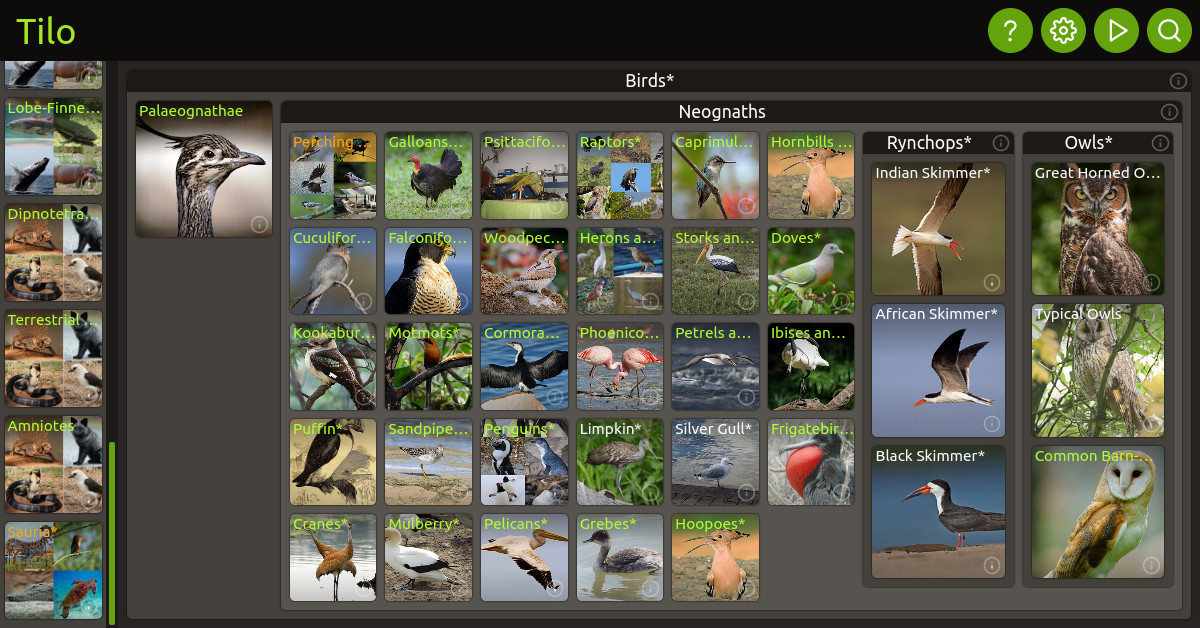 Tilo
?
Lobe-Finne...
Dipnotetra...
Terrestrial ...
Amniotes
Sauria*
Birds*
Palaeognathae
Neognaths
Perching ...
Galloans...
Psittacifo...
Raptors*
Caprimul...
Hornbills ...
Cuculifor...
Falconifo...
Woodpec...
Herons a...
Storks an...
Doves*
Kookabur...
Motmots*
Cormora...
Phoenico...
Petrels a...
Ibises an...
Puffin*
Sandpipe...
Penguins*
Limpkin*
Silver Gull*
Frigatebir...
Cranes*
Mulberry*
Pelicans*
Grebes*
Hoopoes*
Rynchops*
Indian Skimmer*
African Skimmer*
Black Skimmer*
Owls*
Great Horned O...
Typical Owls
Common Barn-...